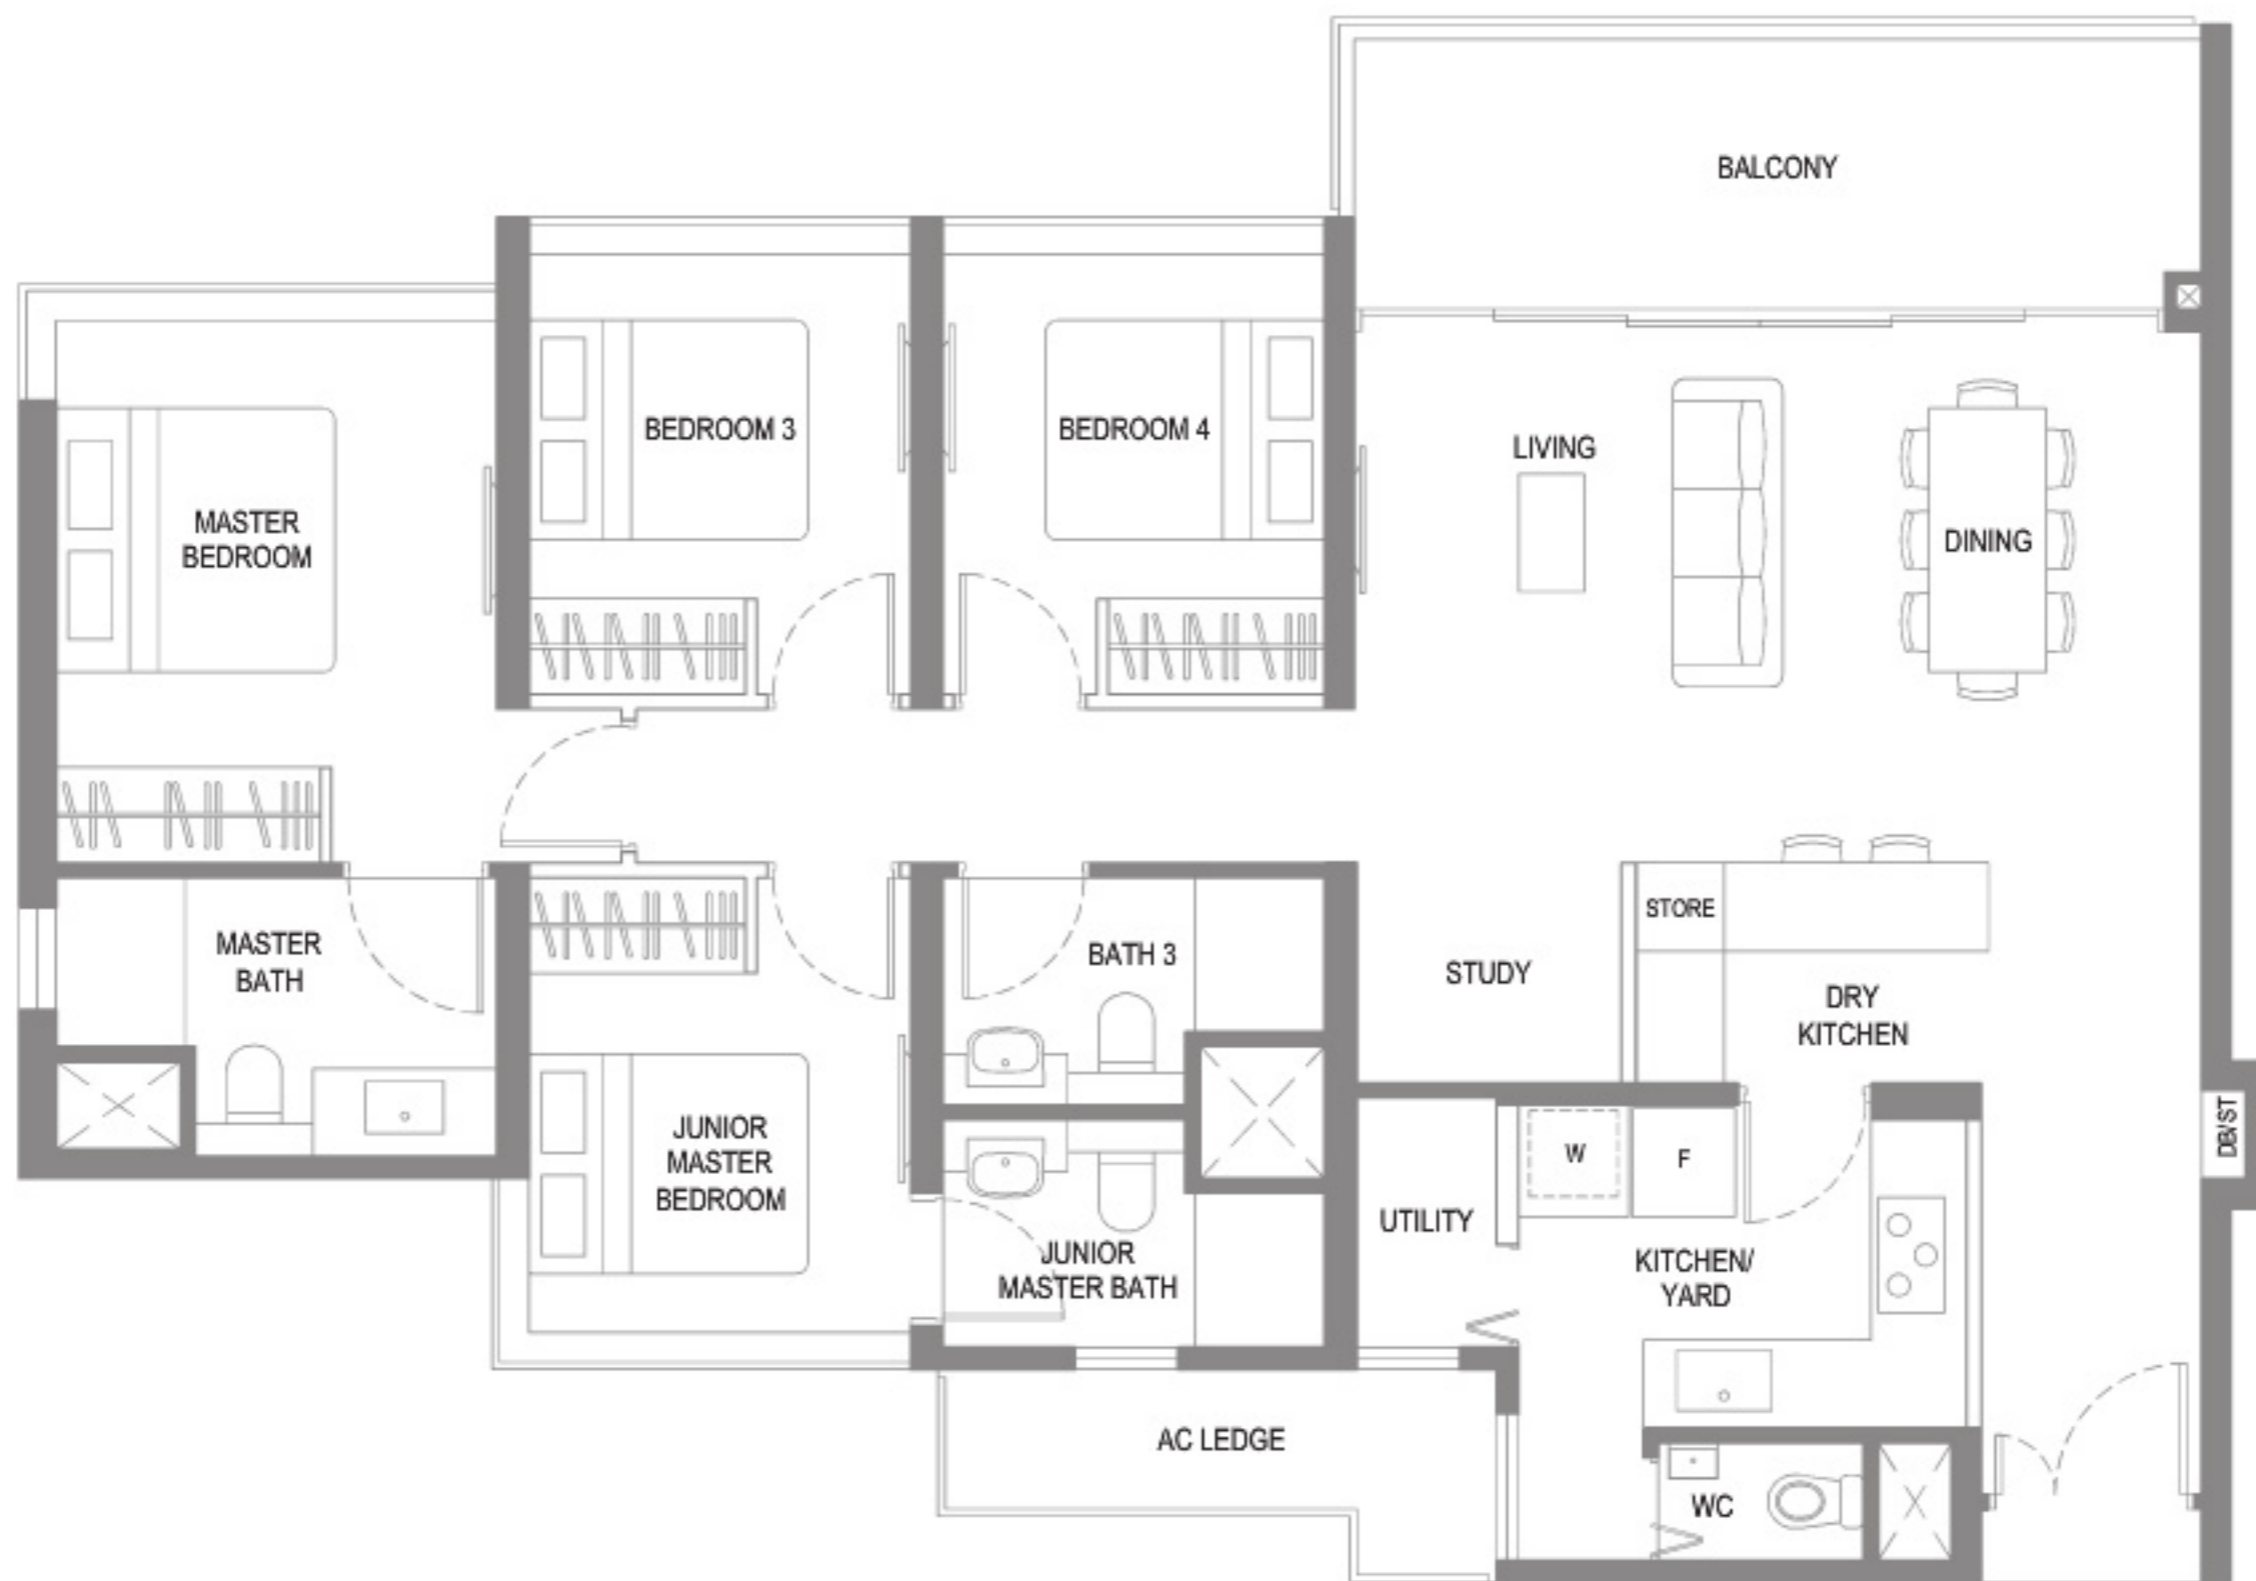 BALCONY
BEDROOM 3
BEDROOM 4
LIVING
MASTER
BEDROOM
DINING
STORE
MASTER
BATH
BATH 3
STUDY
DRY
KITCHEN
JUNIOR
MASTER
BEDROOM
W
F
DB/ST
UTILITY
JUNIOR
MASTER BATH
KITCHEN/
YARD
AC LEDGE
WC